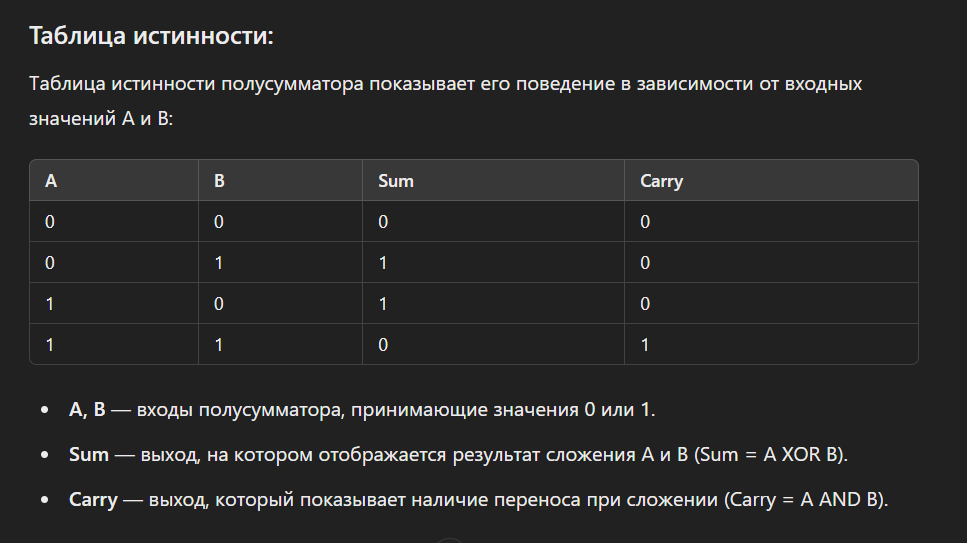 Таблица истинности:
Таблица истинности полусумматора показывает его поведение в зависимости от входных
значений A и B:
A B Sum Carry
0 0 0 0
0 1 1 0
1 0 1 0
1 1 0 1
• A, B — входы полусумматора, принимающие значения 0 или 1.
• Sum — выход, на котором отображается результат сложения A и B (Sum = A XOR B).
• Carry — выход, который показывает наличие переноса при сложении (Carry = A AND B).